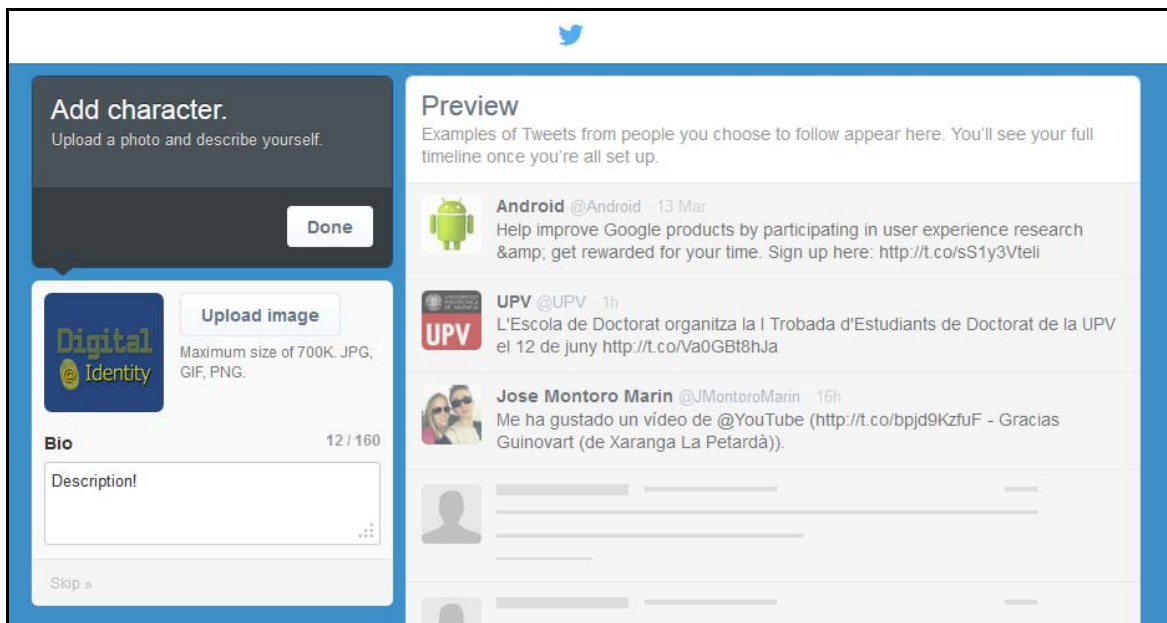 Add character.
Upload a photo and describe yourself.
Done
Digital
@ Identity
Upload image
Maximum size of 700K. JPG,
GIF, PNG.
Bio
12 / 160
Description!
Skip »
Preview
Examples of Tweets from people you choose to follow appear here. You'll see your full
timeline once you're all set up.
Android @Android · 13 Mar
Help improve Google products by participating in user experience research
&amp; get rewarded for your time. Sign up here: http://t.co/sS1y3Vteli
UPV
UPV @UPV · 1h
L'Escola de Doctorat organitza la I Trobada d'Estudiants de Doctorat de la UPV
el 12 de juny http://t.co/Va0GBt8hJa
Jose Montoro Marin @JMontoroMarin · 16h
Me ha gustado un vídeo de @YouTube (http://t.co/bpjd9KzfuF - Gracias
Guinovart (de Xaranga La Petardà)).